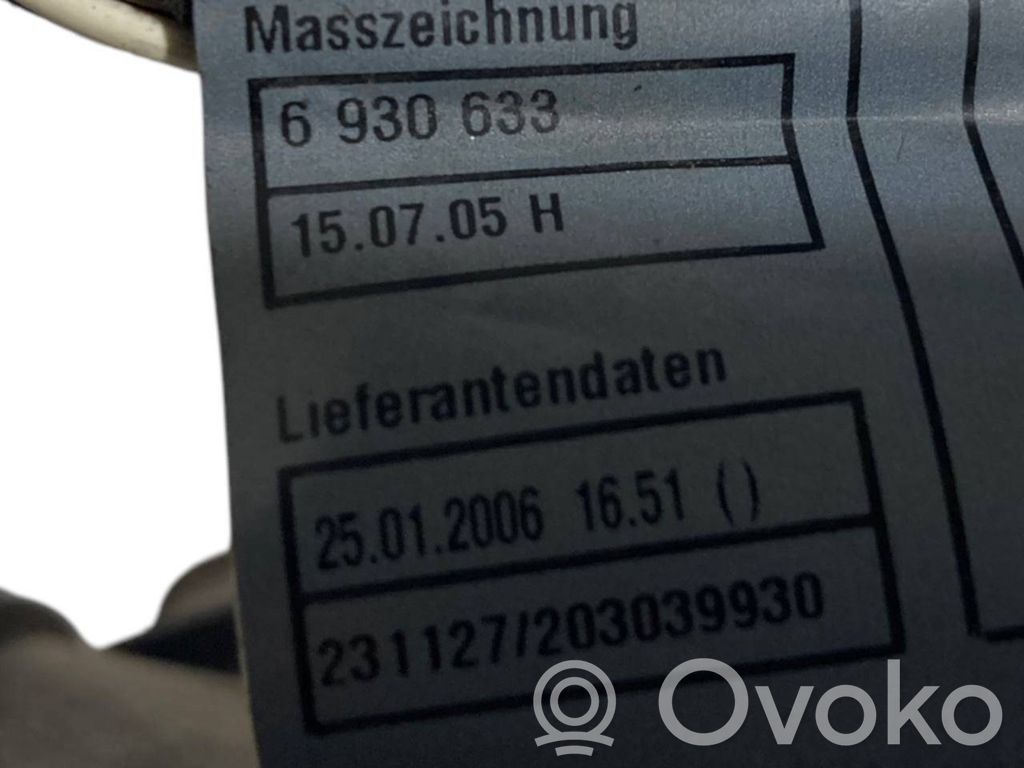 Masszeichnung
6 930 633
15.07.05 H
Lieferantendaten
25.01.2006 16.51 ( )
231127/203039930
Ovoko